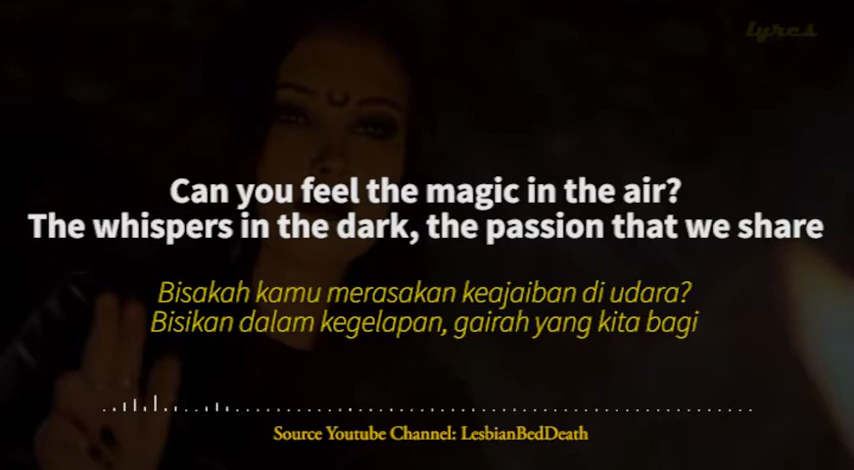 lyres
Can you feel the magic in the air?
The whispers in the dark, the passion that we share
Bisakah kamu merasakan keajaiban di udara?
Bisikan dalam kegelapan, gairah yang kita bagi
Source Youtube Channel: LesbianBedDeath